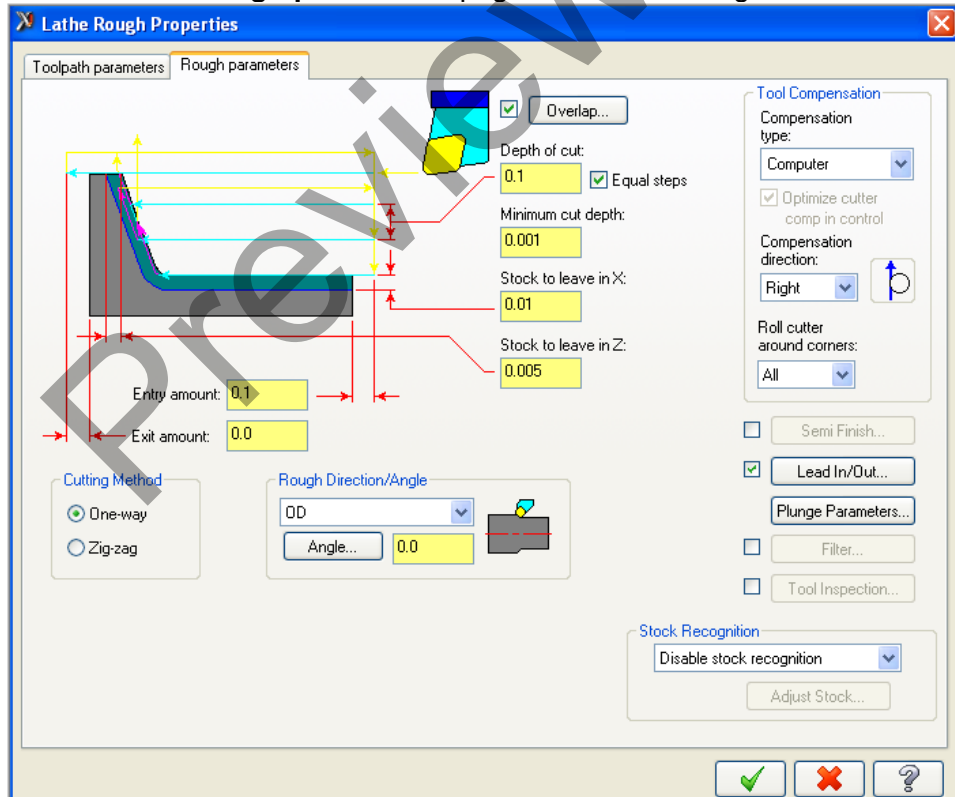 Lathe Rough Properties
Toolpath parameters
Rough parameters
Overlap...
Depth of cut:
0.1
Equal steps
Minimum cut depth:
0.001
Stock to leave in X:
0.01
Stock to leave in Z:
0.005
Entry amount: 0.1
Exit amount: 0.0
Cutting Method
One-way
Zig-zag
Rough Direction/Angle
OD
Angle... 0.0
Tool Compensation
Compensation
type:
Computer
Optimize cutter
comp in control
Compensation
direction:
Right
Roll cutter
around corners:
All
Semi Finish...
Lead In/Out...
Plunge Parameters...
Filter...
Tool Inspection...
Stock Recognition
Disable stock recognition
Adjust Stock...
Preview